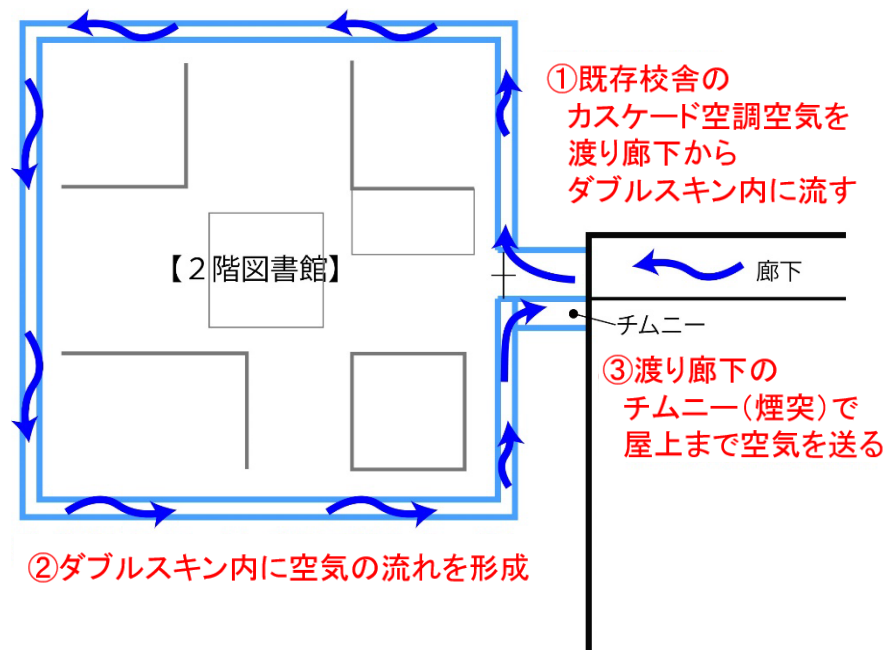 ①既存校舎の
カスケード空調空気を
渡り廊下から
ダブルスキン内に流す
【２階図書館】
廊下
チムニー
③渡り廊下の
チムニー（煙突）で
屋上まで空気を送る
②ダブルスキン内に空気の流れを形成